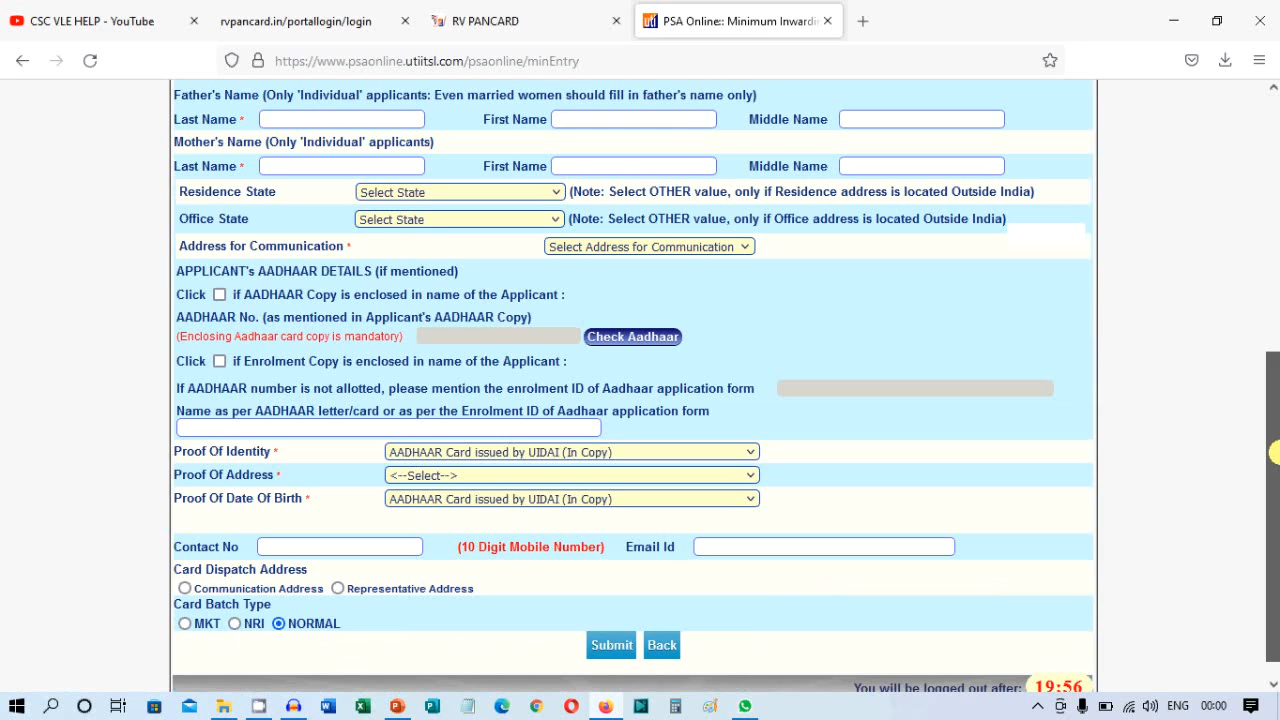 CSC VLE HELP - YouTube
rvpancard.in/portallogin/login
RV PANCARD
PSA Online:: Minimum Inwardin
https://www.psaonline.utiitsl.com/psaonline/minEntry
Father's Name (Only 'Individual' applicants: Even married women should fill in father's name only)
Last Name * First Name Middle Name
Mother's Name (Only 'Individual' applicants)
Last Name * First Name Middle Name
Residence State Select State (Note: Select OTHER value, only if Residence address is located Outside India)
Office State Select State (Note: Select OTHER value, only if Office address is located Outside India)
Address for Communication * Select Address for Communication
APPLICANT's AADHAAR DETAILS (if mentioned)
Click if AADHAAR Copy is enclosed in name of the Applicant :
AADHAAR No. (as mentioned in Applicant's AADHAAR Copy)
(Enclosing Aadhaar card copy is mandatory) Check Aadhaar
Click if Enrolment Copy is enclosed in name of the Applicant :
If AADHAAR number is not allotted, please mention the enrolment ID of Aadhaar application form
Name as per AADHAAR letter/card or as per the Enrolment ID of Aadhaar application form
Proof Of Identity * AADHAAR Card issued by UIDAI (In Copy)
Proof Of Address * <--Select-->
Proof Of Date Of Birth * AADHAAR Card issued by UIDAI (In Copy)
Contact No (10 Digit Mobile Number) Email Id
Card Dispatch Address
Communication Address Representative Address
Card Batch Type
MKT NRI NORMAL
Submit Back
You will be logged out after: 19:56
ENG 00:00